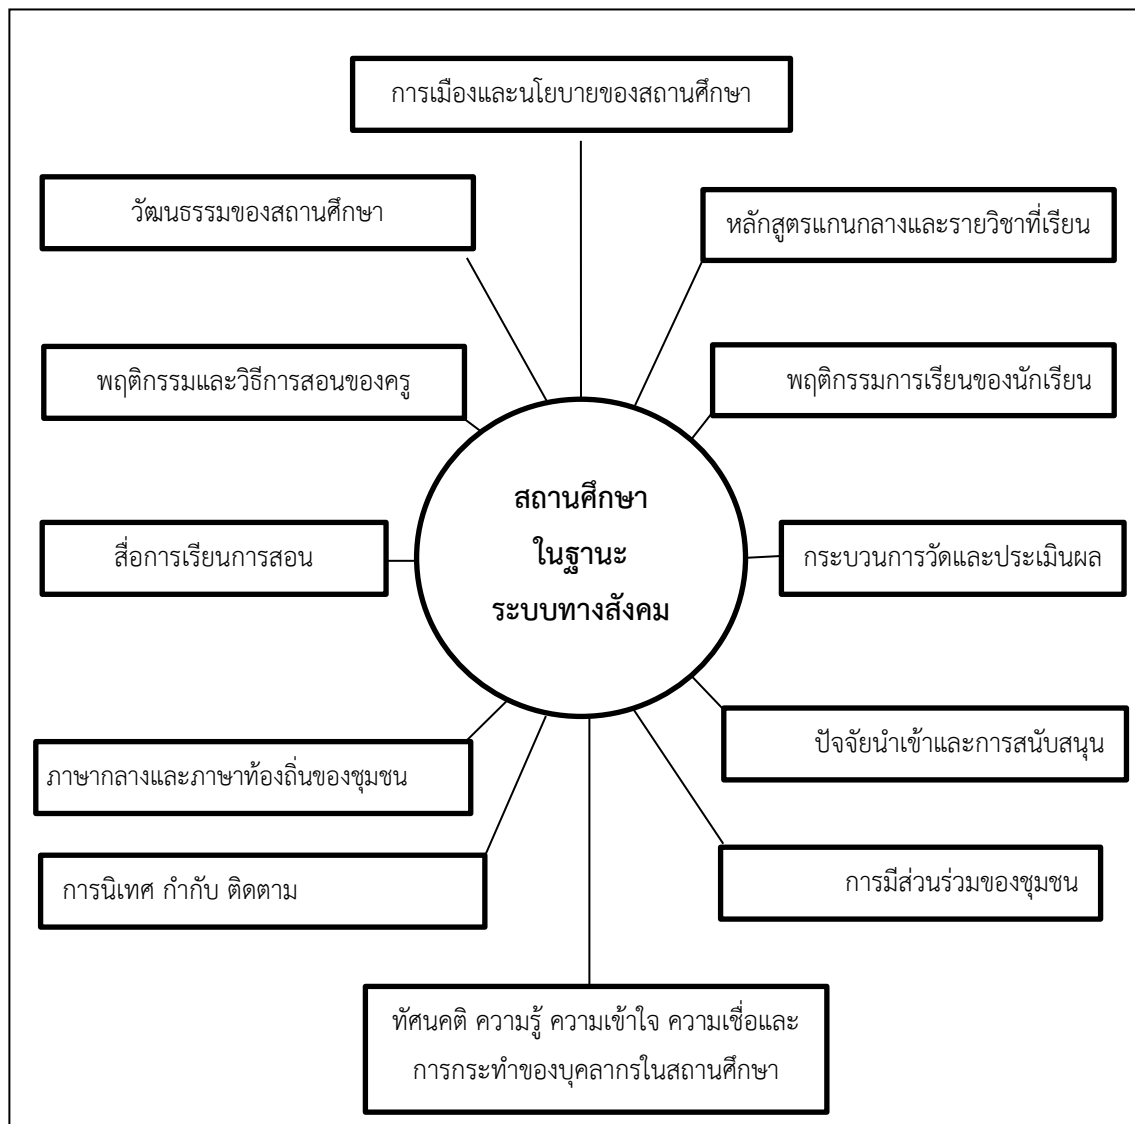 การเมืองและนโยบายของสถานศึกษา
วัฒนธรรมของสถานศึกษา
หลักสูตรแกนกลางและรายวิชาที่เรียน
พฤติกรรมและวิธีการสอนของครู
พฤติกรรมการเรียนของนักเรียน
สถานศึกษา
ในฐานะ
ระบบทางสังคม
สื่อการเรียนการสอน
กระบวนการวัดและประเมินผล
ภาษากลางและภาษาท้องถิ่นของชุมชน
ปัจจัยนำเข้าและการสนับสนุน
การนิเทศ กำกับ ติดตาม
การมีส่วนร่วมของชุมชน
ทัศนคติ ความรู้ ความเข้าใจ ความเชื่อและ
การกระทำของบุคลากรในสถานศึกษา